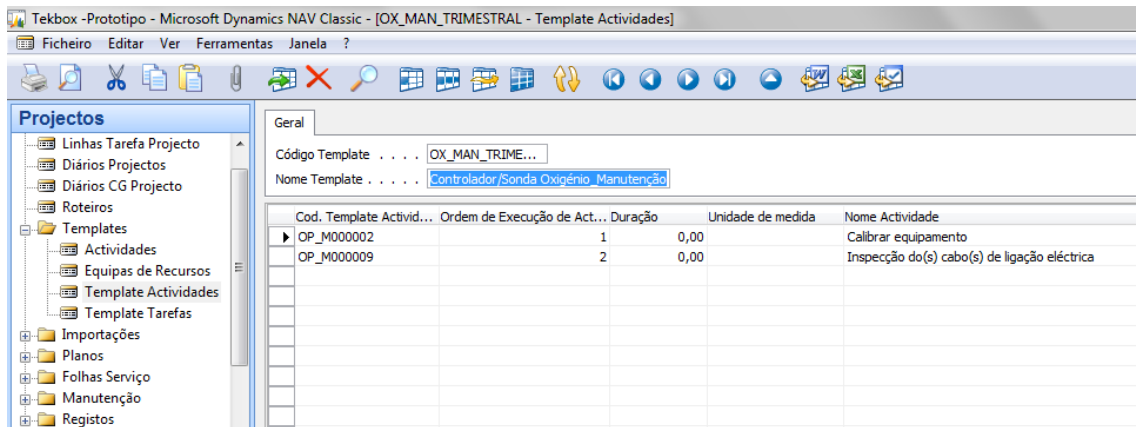 Tekbox -Prototipo - Microsoft Dynamics NAV Classic - [OX_MAN_TRIMESTRAL - Template Actividades]
Ficheiro Editar Ver Ferramentas Janela ?
Projectos
Linhas Tarefa Projecto
Diários Projectos
Diários CG Projecto
Roteiros
Templates
Actividades
Equipas de Recursos
Template Actividades
Template Tarefas
Importações
Planos
Folhas Serviço
Manutenção
Registos
Geral
Código Template . . . . OX_MAN_TRIME...
Nome Template . . . . . Controlador/Sonda Oxigénio_Manutenção
Cod. Template Activid... Ordem de Execução de Act... Duração Unidade de medida Nome Actividade
OP_M000002 1 0,00 Calibrar equipamento
OP_M000009 2 0,00 Inspecção do(s) cabo(s) de ligação eléctrica